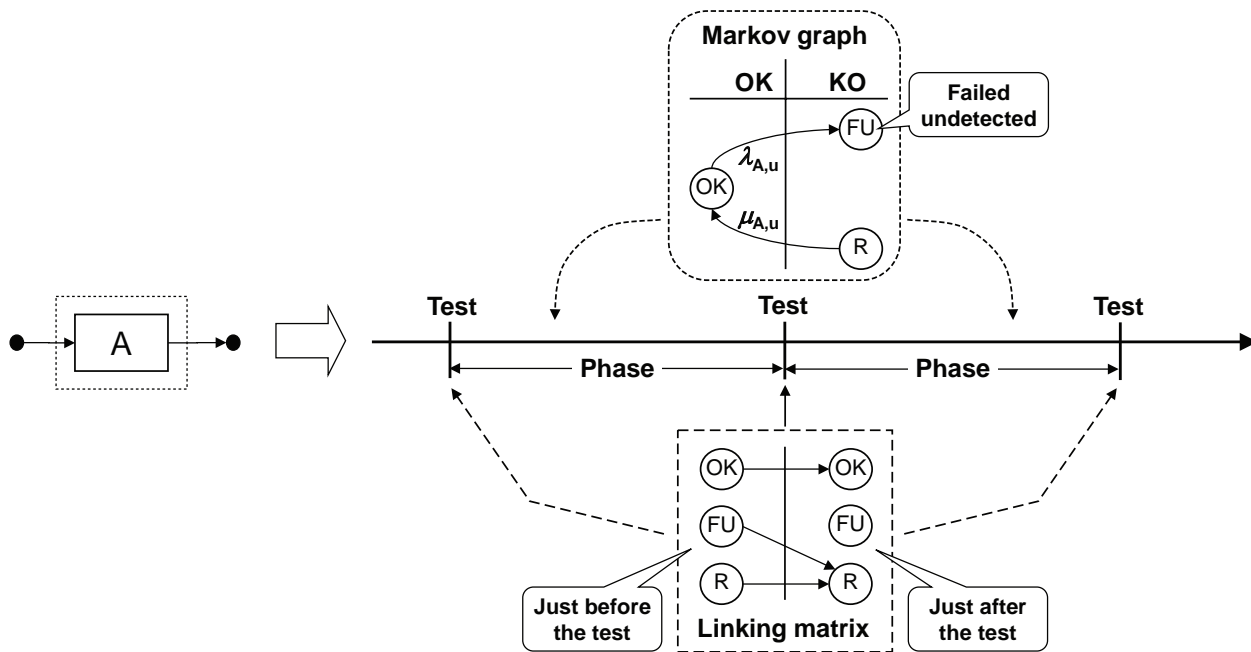 Markov graph
OK KO
Failed
undetected
FU
λA,u
OK
μA,u
R
Test Test Test
A
Phase Phase
OK OK
FU FU
R R
Just before
the test
Just after
the test
Linking matrix